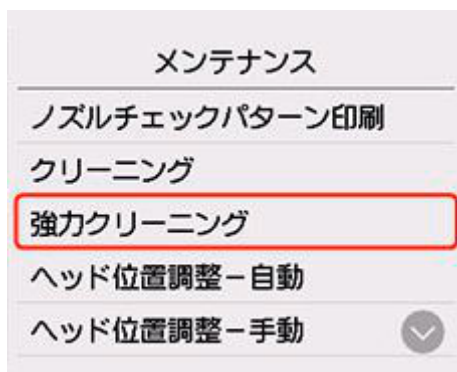 メンテナンス
ノズルチェックパターン印刷
クリーニング
強力クリーニング
ヘッド位置調整－自動
ヘッド位置調整－手動